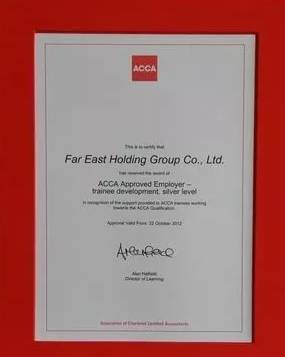 ACCA
This is to certify that
Far East Holding Group Co., Ltd.
has received the award of
ACCA Approved Employer –
trainee development, silver level
In recognition of the support provided to ACCA trainees working
towards the ACCA Qualification.
Approval Valid From: 22 October 2012
Alan Hatfield
Director of Learning
Association of Chartered Certified Accountants